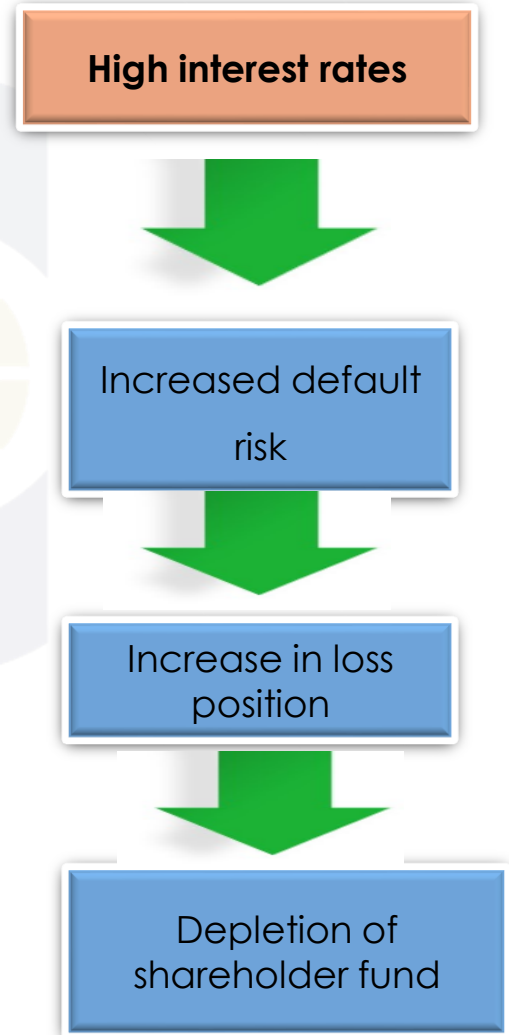 High interest rates
Increased default
risk
Increase in loss
position
Depletion of
shareholder fund